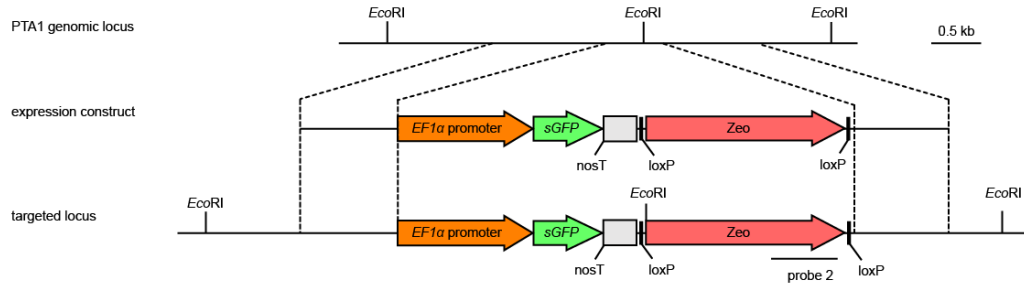 EcoRI EcoRI EcoRI
PTA1 genomic locus
0.5 kb
expression construct
EF1α promoter sGFP Zeo
nosT loxP loxP
EcoRI EcoRI EcoRI
targeted locus
EF1α promoter sGFP Zeo
nosT loxP probe 2 loxP